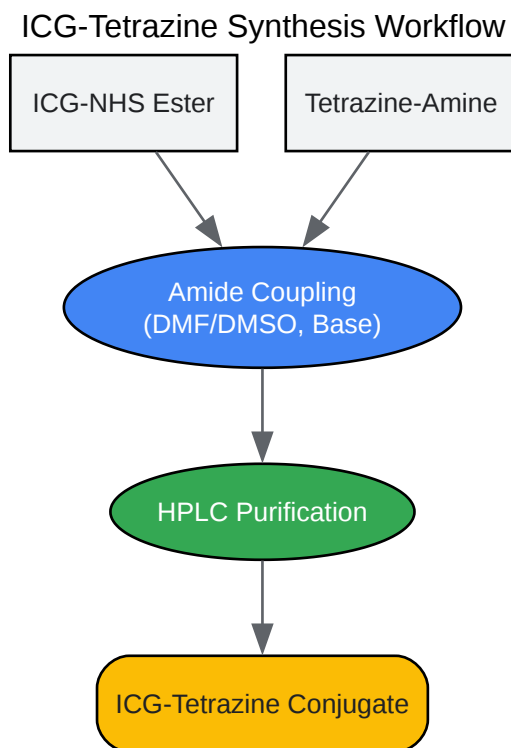 ICG-Tetrazine Synthesis Workflow
ICG-NHS Ester
Tetrazine-Amine
Amide Coupling
(DMF/DMSO, Base)
HPLC Purification
ICG-Tetrazine Conjugate